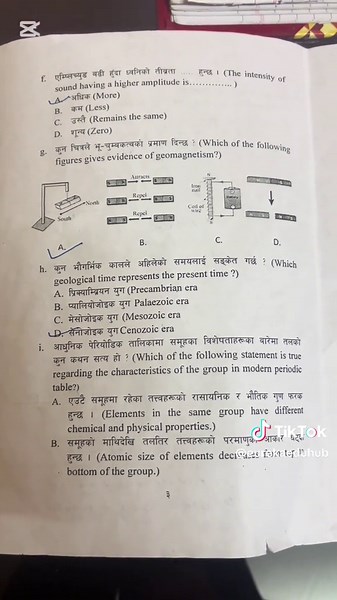 f. एम्प्लिच्युड बढी हुँदा ध्वनिको तीव्रता ..... हुन्छ । (The intensity of
sound having a higher amplitude is.............. )
A. अधिक (More)
B. कम (Less)
C. उस्तै (Remains the same)
D. शून्य (Zero)
g. कुन चित्रले भू-चुम्बकत्वको प्रमाण दिन्छ ? (Which of the following
figures gives evidence of geomagnetism?)
Attracts
North
Repel
Iron nail
South
Repel
Coil of wire
A. B. C. D.
h. कुन भौगर्भिक कालले अहिलेको समयलाई सङ्केत गर्छ ? (Which
geological time represents the present time ?)
A. प्रिक्याम्ब्रियन युग (Precambrian era
B. प्यालियोजोइक युग Palaezoic era
C. मेसोजोइक युग (Mesozoic era
D. सेनोजोइक युग Cenozoic era
i. आधुनिक पेरियोडिक तालिकामा समूहका विशेषताहरूका बारेमा तलको
कुन कथन सत्य हो ? (Which of the following statement is true
regarding the characteristics of the group in modern periodic
table?)
A. एउटै समूहमा रहेका तत्त्वहरूको रासायनिक र भौतिक गुण फरक
हुन्छ । (Elements in the same group have different
chemical and physical properties.)
B. समूहको माथिदेखि तलतिर तत्त्वहरूको परमाणुको आकार
हुन्छ । (Atomic size of elements from top to
bottom of the group.)
३
TikTok